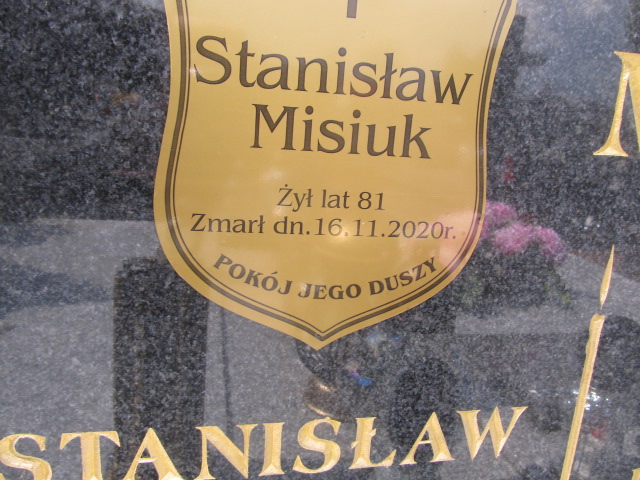 Stanisław
Misiuk
Żył lat 81
Zmarł dn.16.11.2020r.
POKÓJ JEGO DUSZY
STANISŁAW